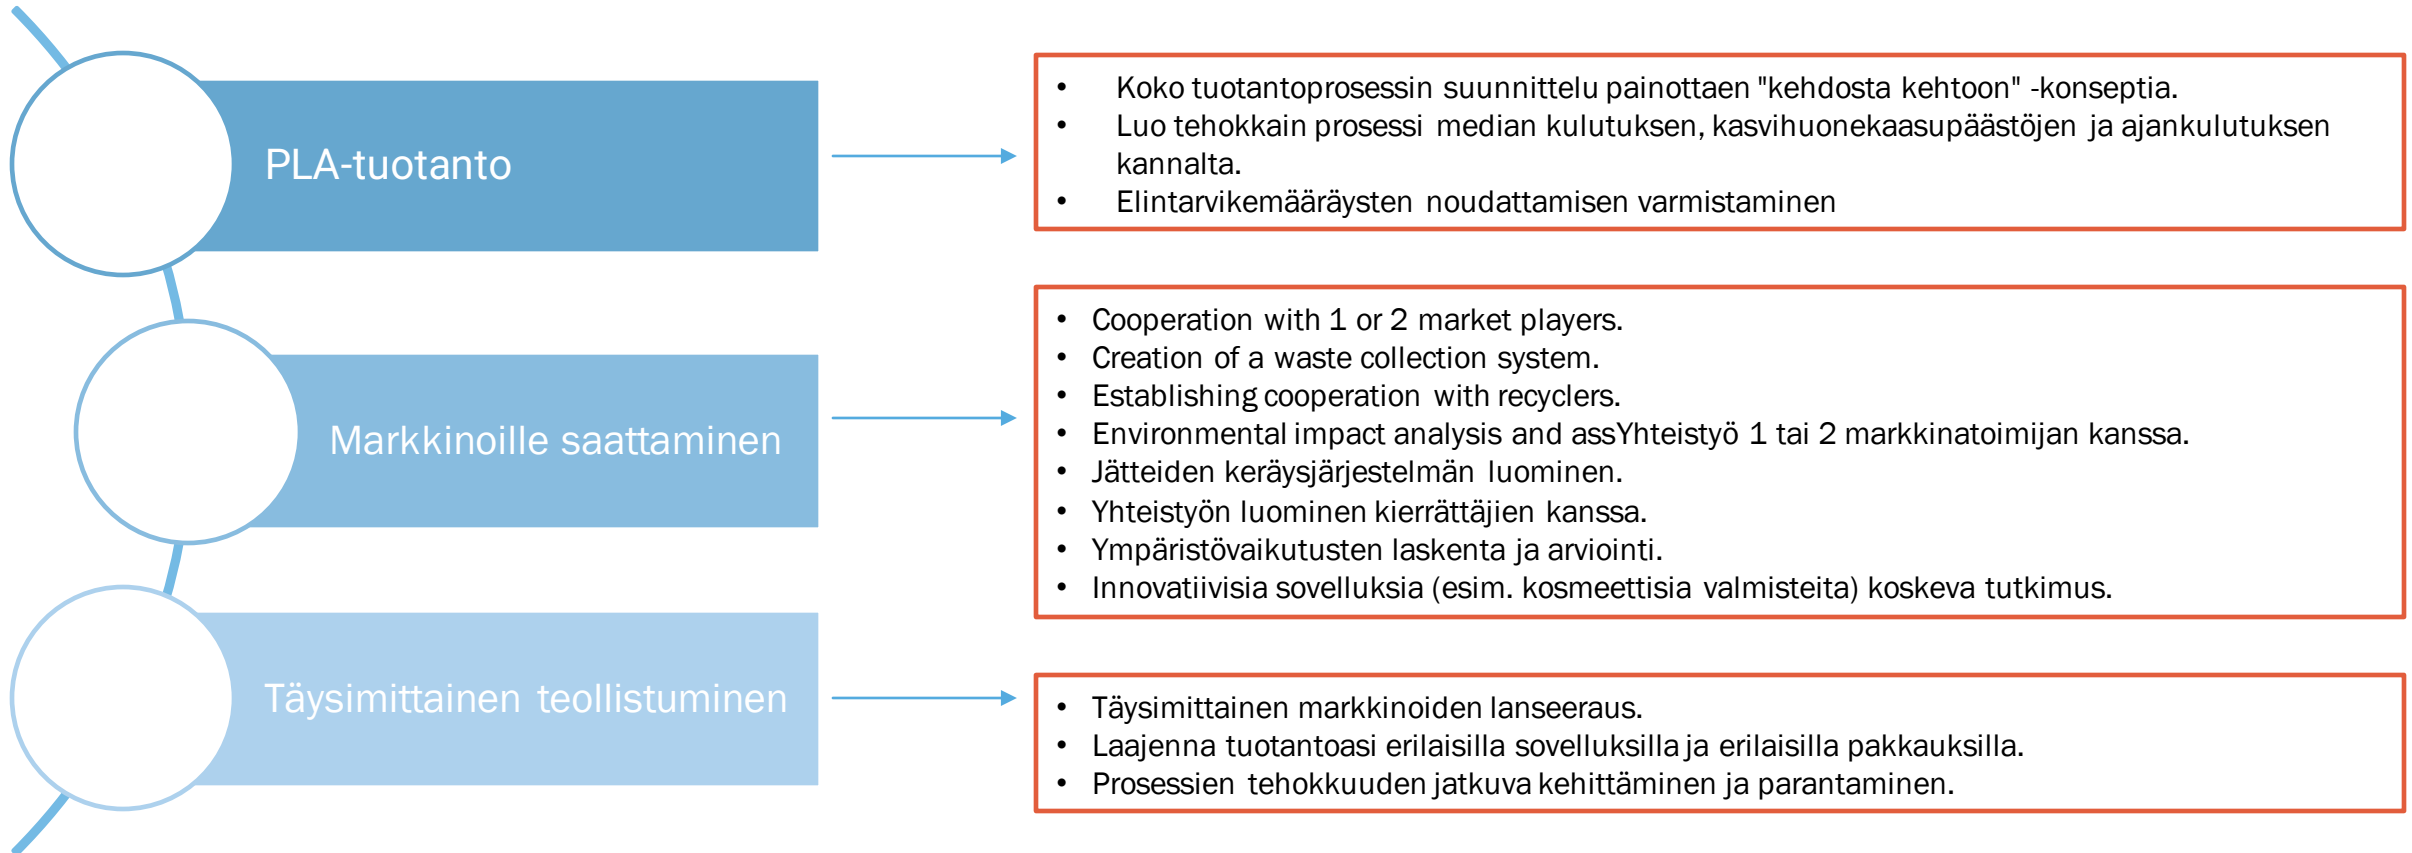 PLA-tuotanto
• Koko tuotantoprosessin suunnittelu painottaen "kehdosta kehtoon" -konseptia.
• Luo tehokkain prosessi median kulutuksen, kasvihuonekaasupäästöjen ja ajankulutuksen
kannalta.
• Elintarvikemääräysten noudattamisen varmistaminen
Markkinoille saattaminen
• Cooperation with 1 or 2 market players.
• Creation of a waste collection system.
• Establishing cooperation with recyclers.
• Environmental impact analysis and assYhteistyö 1 tai 2 markkinatoimijan kanssa.
• Jätteiden keräysjärjestelmän luominen.
• Yhteistyön luominen kierrättäjien kanssa.
• Ympäristövaikutusten laskenta ja arviointi.
• Innovatiivisia sovelluksia (esim. kosmeettisia valmisteita) koskeva tutkimus.
Täysimittainen teollistuminen
• Täysimittainen markkinoiden lanseeraus.
• Laajenna tuotantoasi erilaisilla sovelluksilla ja erilaisilla pakkauksilla.
• Prosessien tehokkuuden jatkuva kehittäminen ja parantaminen.